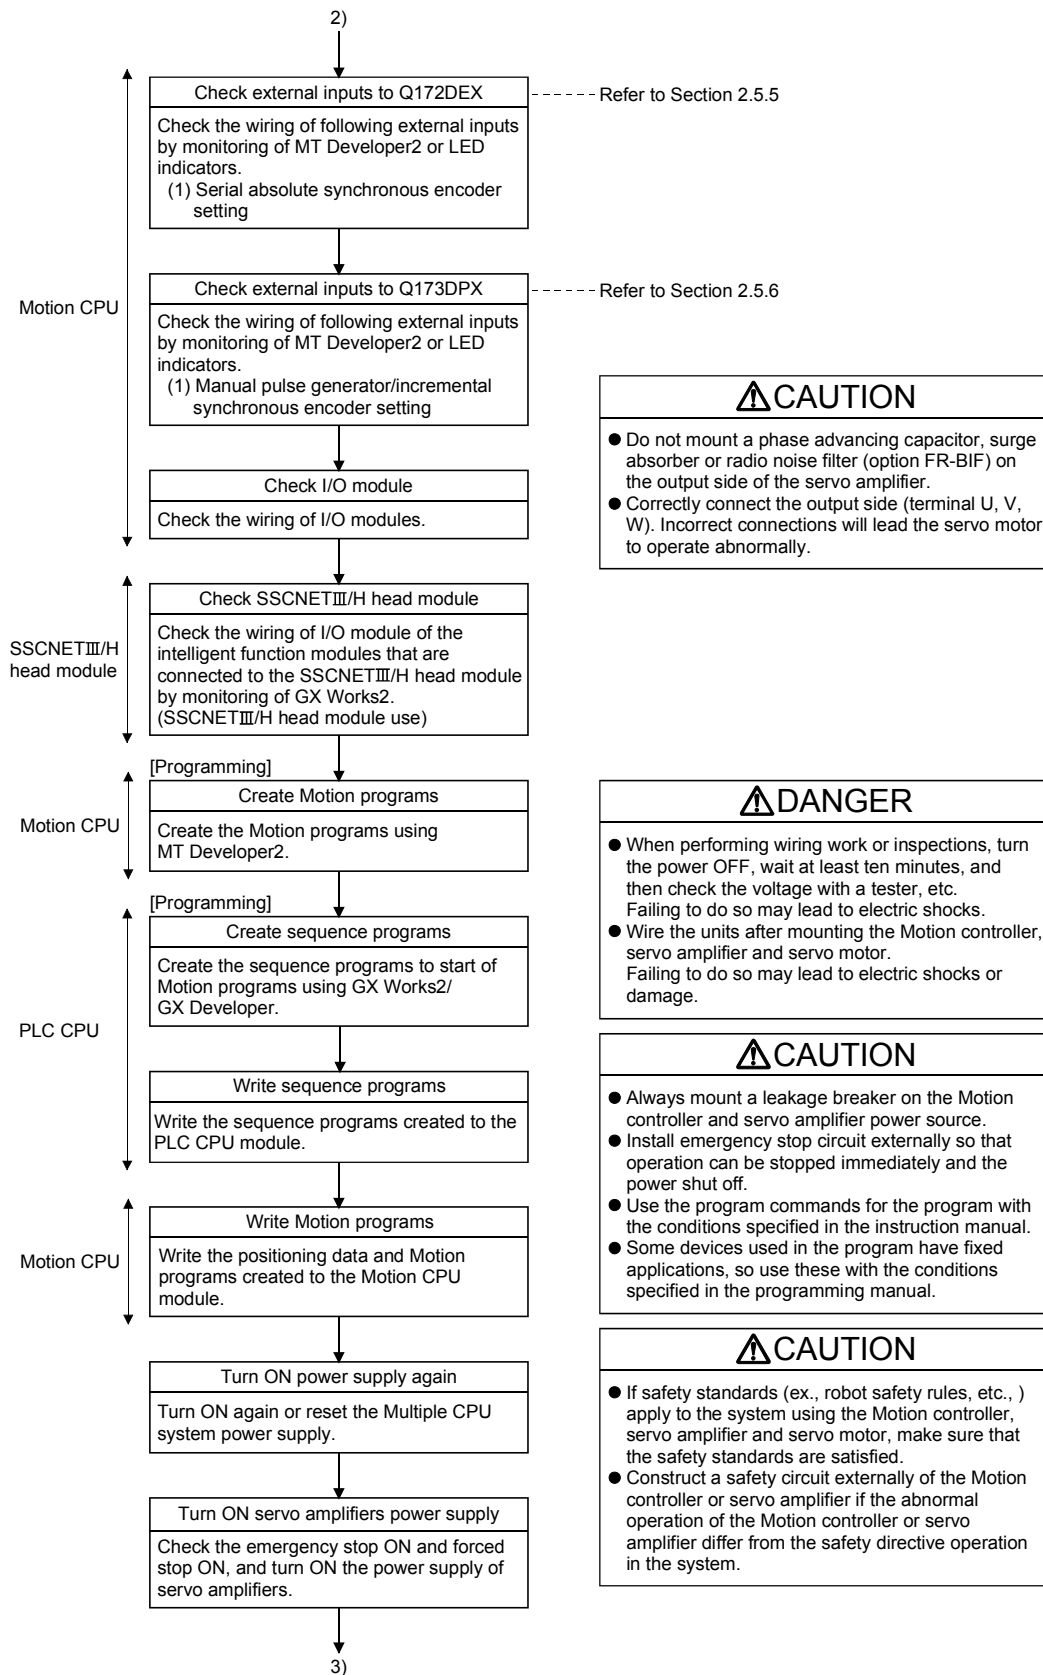 2)
Check external inputs to Q172DEX
Refer to Section 2.5.5
Check the wiring of following external inputs
by monitoring of MT Developer2 or LED
indicators.
(1) Serial absolute synchronous encoder
setting
Motion CPU
Check external inputs to Q173DPX
Refer to Section 2.5.6
Check the wiring of following external inputs
by monitoring of MT Developer2 or LED
indicators.
(1) Manual pulse generator/incremental
synchronous encoder setting
Check I/O module
Check the wiring of I/O modules.
CAUTION
● Do not mount a phase advancing capacitor, surge
absorber or radio noise filter (option FR-BIF) on
the output side of the servo amplifier.
● Correctly connect the output side (terminal U, V,
W). Incorrect connections will lead the servo motor
to operate abnormally.
SSCNETⅢ/H
head module
Check SSCNETⅢ/H head module
Check the wiring of I/O module of the
intelligent function modules that are
connected to the SSCNETⅢ/H head module
by monitoring of GX Works2.
(SSCNETⅢ/H head module use)
[Programming]
Motion CPU
Create Motion programs
Create the Motion programs using
MT Developer2.
[Programming]
PLC CPU
Create sequence programs
Create the sequence programs to start of
Motion programs using GX Works2/
GX Developer.
Write sequence programs
Write the sequence programs created to the
PLC CPU module.
DANGER
● When performing wiring work or inspections, turn
the power OFF, wait at least ten minutes, and
then check the voltage with a tester, etc.
Failing to do so may lead to electric shocks.
● Wire the units after mounting the Motion controller,
servo amplifier and servo motor.
Failing to do so may lead to electric shocks or
damage.
CAUTION
● Always mount a leakage breaker on the Motion
controller and servo amplifier power source.
● Install emergency stop circuit externally so that
operation can be stopped immediately and the
power shut off.
● Use the program commands for the program with
the conditions specified in the instruction manual.
● Some devices used in the program have fixed
applications, so use these with the conditions
specified in the programming manual.
Motion CPU
Write Motion programs
Write the positioning data and Motion
programs created to the Motion CPU
module.
Turn ON power supply again
Turn ON again or reset the Multiple CPU
system power supply.
Turn ON servo amplifiers power supply
Check the emergency stop ON and forced
stop ON, and turn ON the power supply of
servo amplifiers.
CAUTION
● If safety standards (ex., robot safety rules, etc., )
apply to the system using the Motion controller,
servo amplifier and servo motor, make sure that
the safety standards are satisfied.
● Construct a safety circuit externally of the Motion
controller or servo amplifier if the abnormal
operation of the Motion controller or servo
amplifier differ from the safety directive operation
in the system.
3)